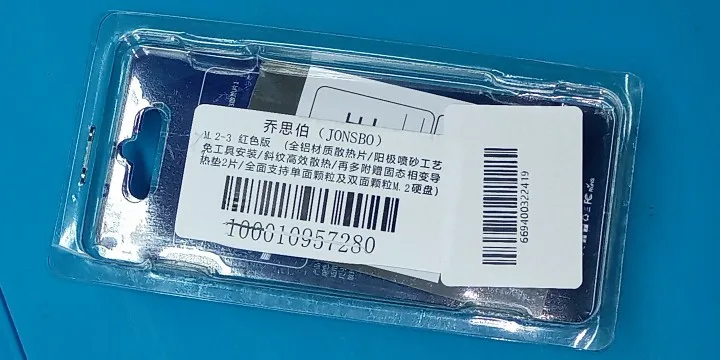 乔思伯（JONSBO）
M.2-3 红色版 （全铝材质散热片/阳极喷砂工艺
免工具安装/斜纹高效散热/再多附赠固态相变导
热垫2片/全面支持单面颗粒及双面颗粒M.2硬盘)
100010957280
669400322419